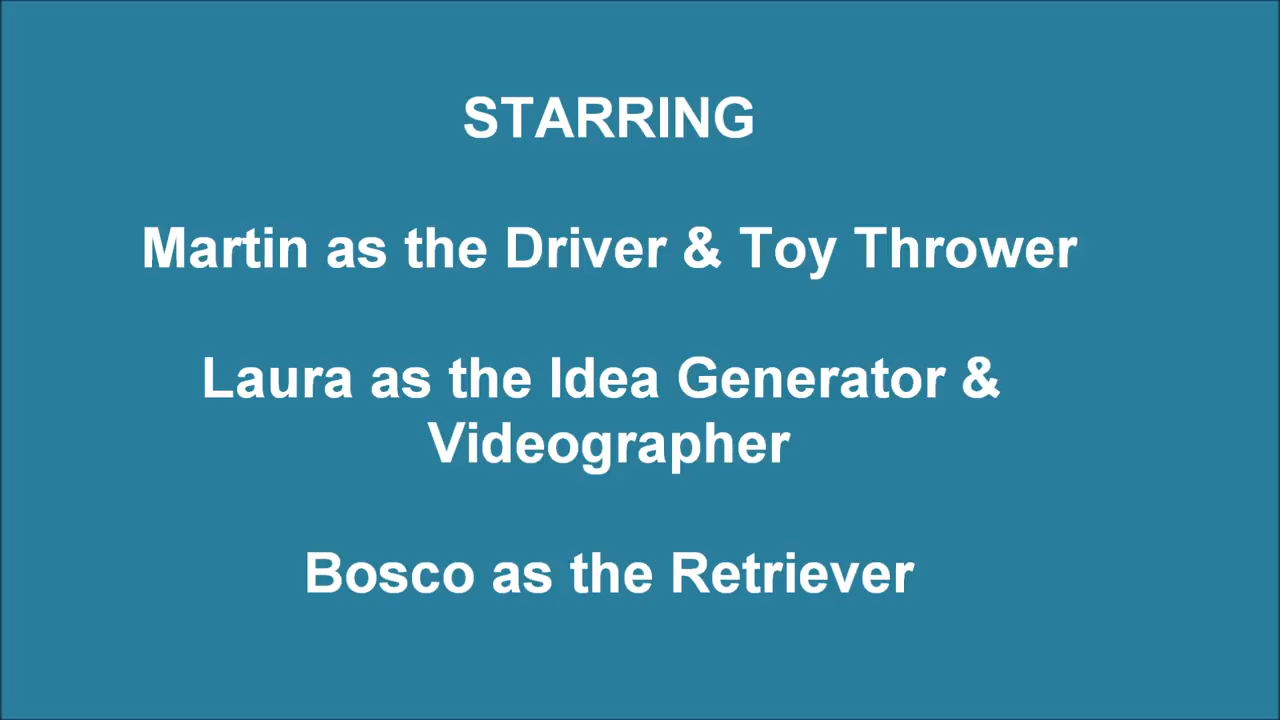 STARRING
Martin as the Driver & Toy Thrower
Laura as the Idea Generator &
Videographer
Bosco as the Retriever